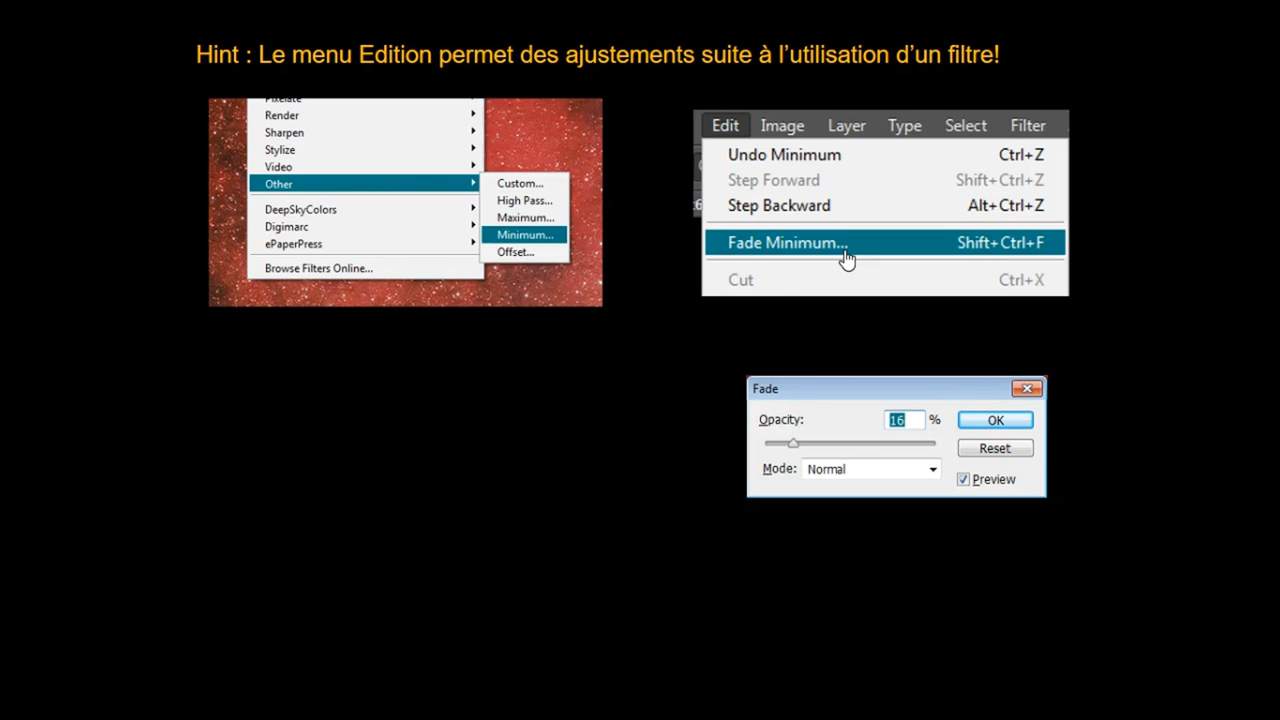 Hint : Le menu Edition permet des ajustements suite à l’utilisation d’un filtre!
Pixelate
Render
Sharpen
Stylize
Video
Other
DeepSkyColors
Digimarc
ePaperPress
Browse Filters Online...
Custom...
High Pass...
Maximum...
Minimum...
Offset...
Edit Image Layer Type Select Filter
Undo Minimum Ctrl+Z
Step Forward Shift+Ctrl+Z
Step Backward Alt+Ctrl+Z
Fade Minimum... Shift+Ctrl+F
Cut Ctrl+X
Fade
Opacity: 16 % OK
Reset
Mode: Normal
Preview